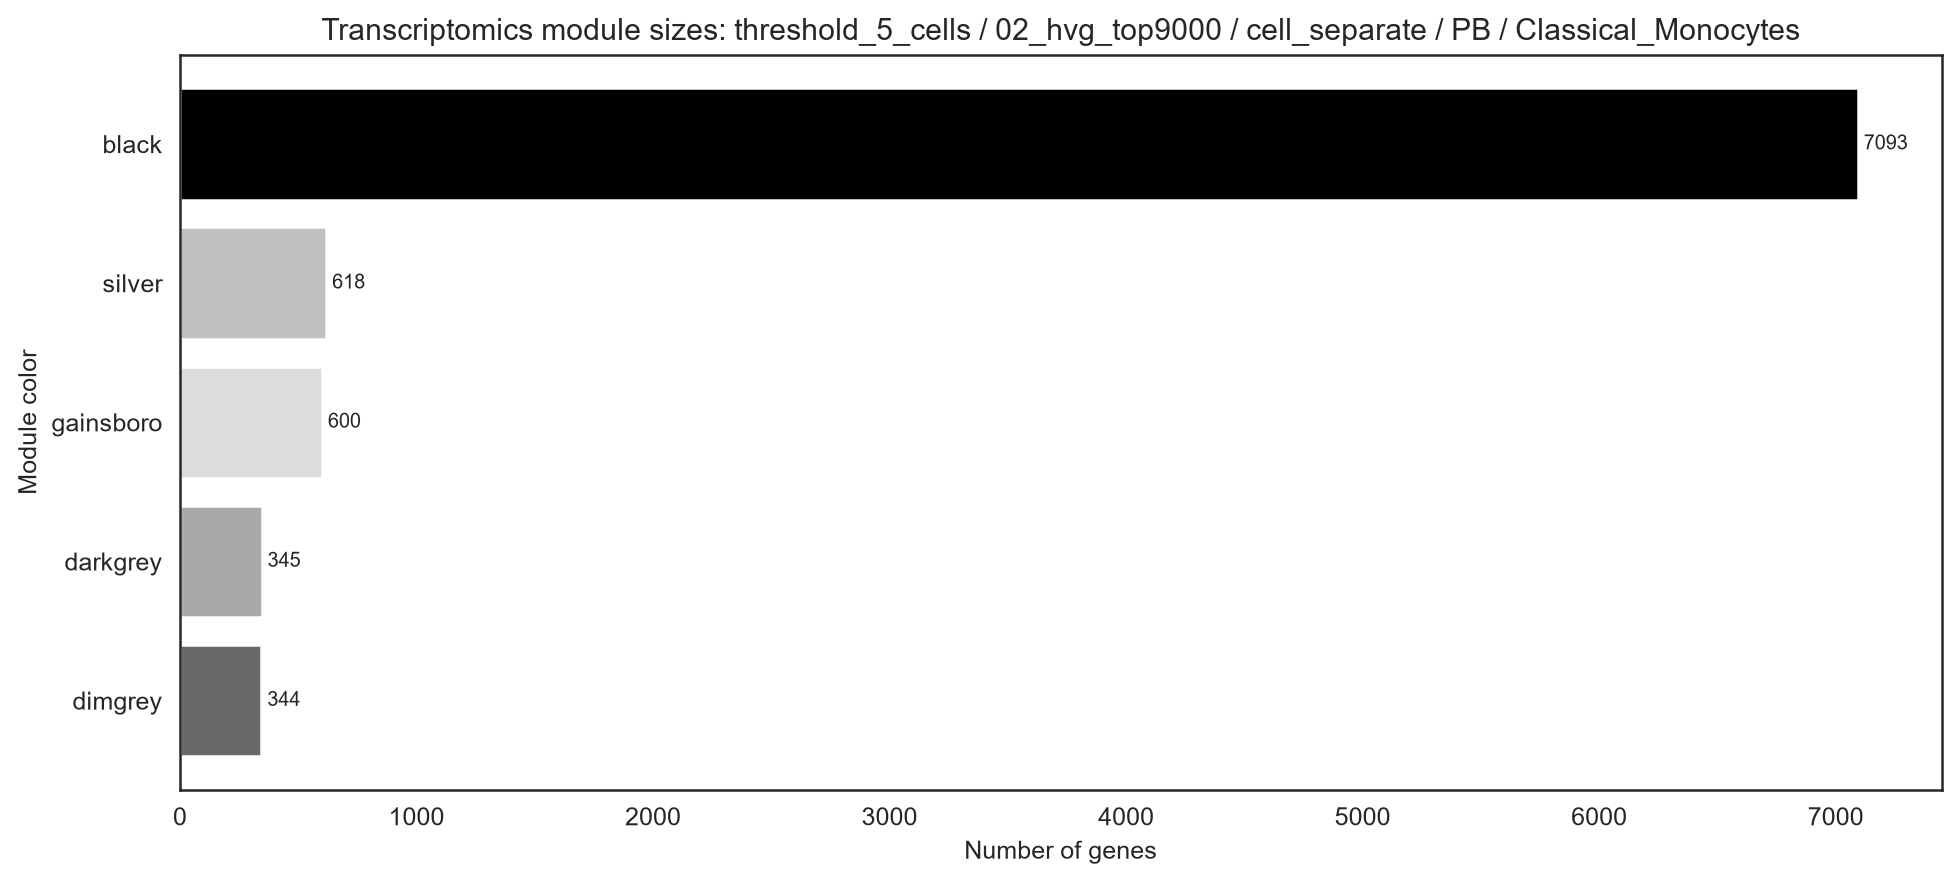 Transcriptomics module sizes: threshold_5_cells / 02_hvg_top9000 / cell_separate / PB / Classical_Monocytes
Module color
black
7093
silver
618
gainsboro
600
darkgrey
345
dimgrey
344
0 1000 2000 3000 4000 5000 6000 7000
Number of genes